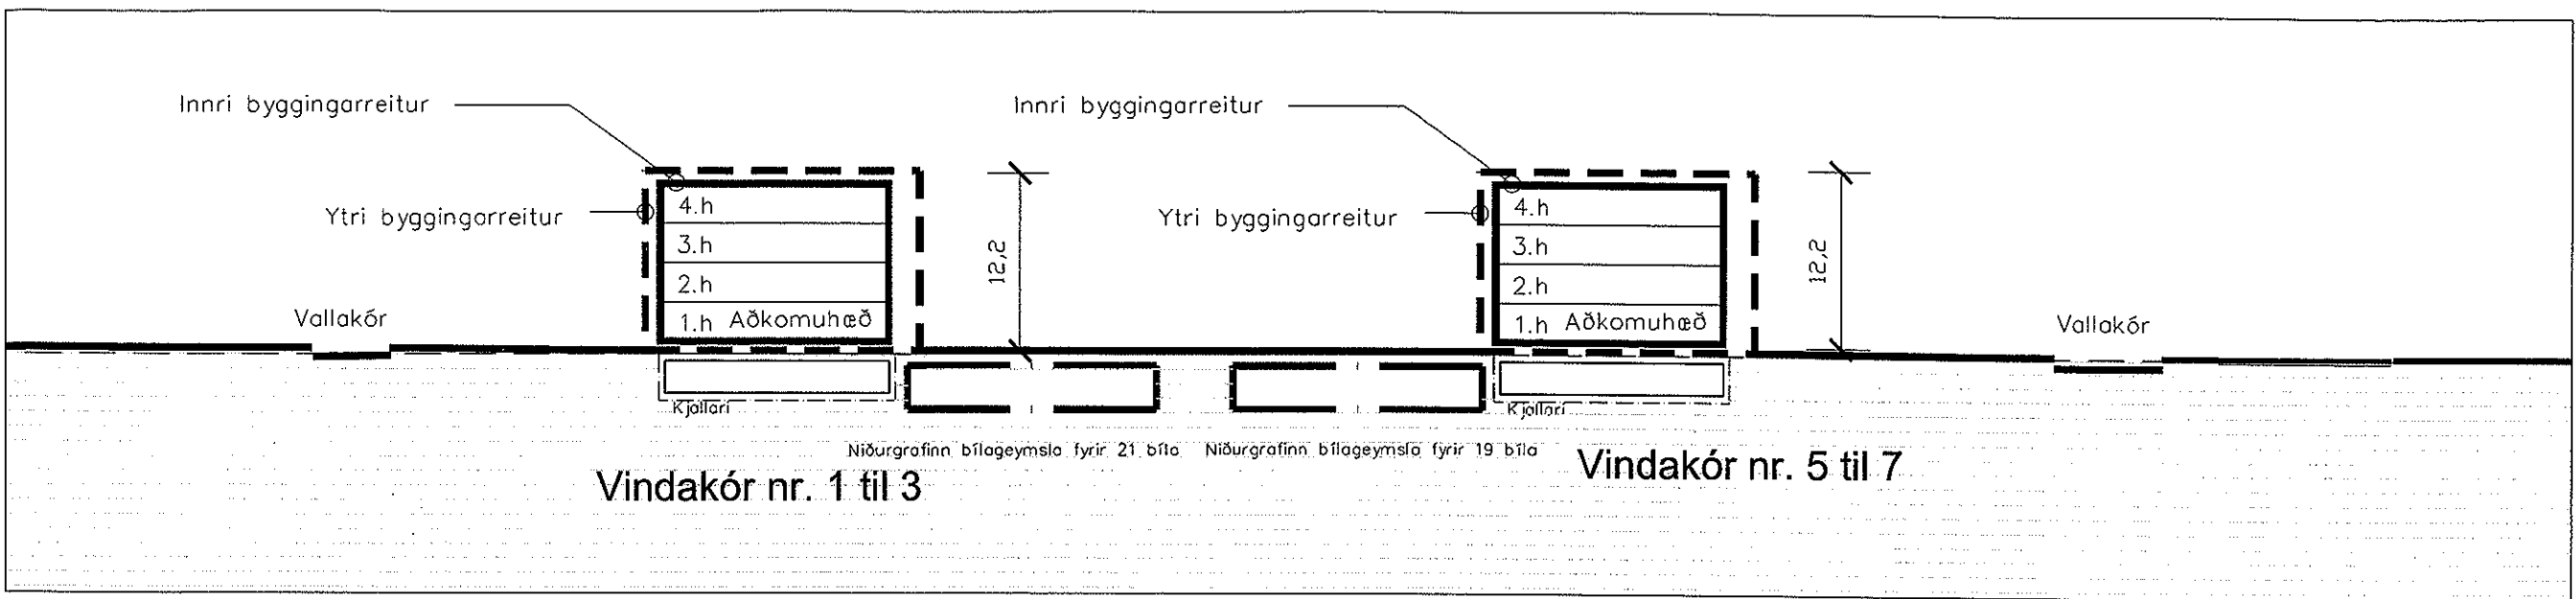 Innri byggingarreitur
Ytri byggingarreitur
4.h
3.h
2.h
1.h Aðkomuhæð
12,2
Vallakór
Kjallari
Niðurgrafinn bílageymsla fyrir 21 bíla
Vindakór nr. 1 til 3
Innri byggingarreitur
Ytri byggingarreitur
4.h
3.h
2.h
1.h Aðkomuhæð
12,2
Vallakór
Kjallari
Niðurgrafinn bílageymsla fyrir 19 bíla
Vindakór nr. 5 til 7